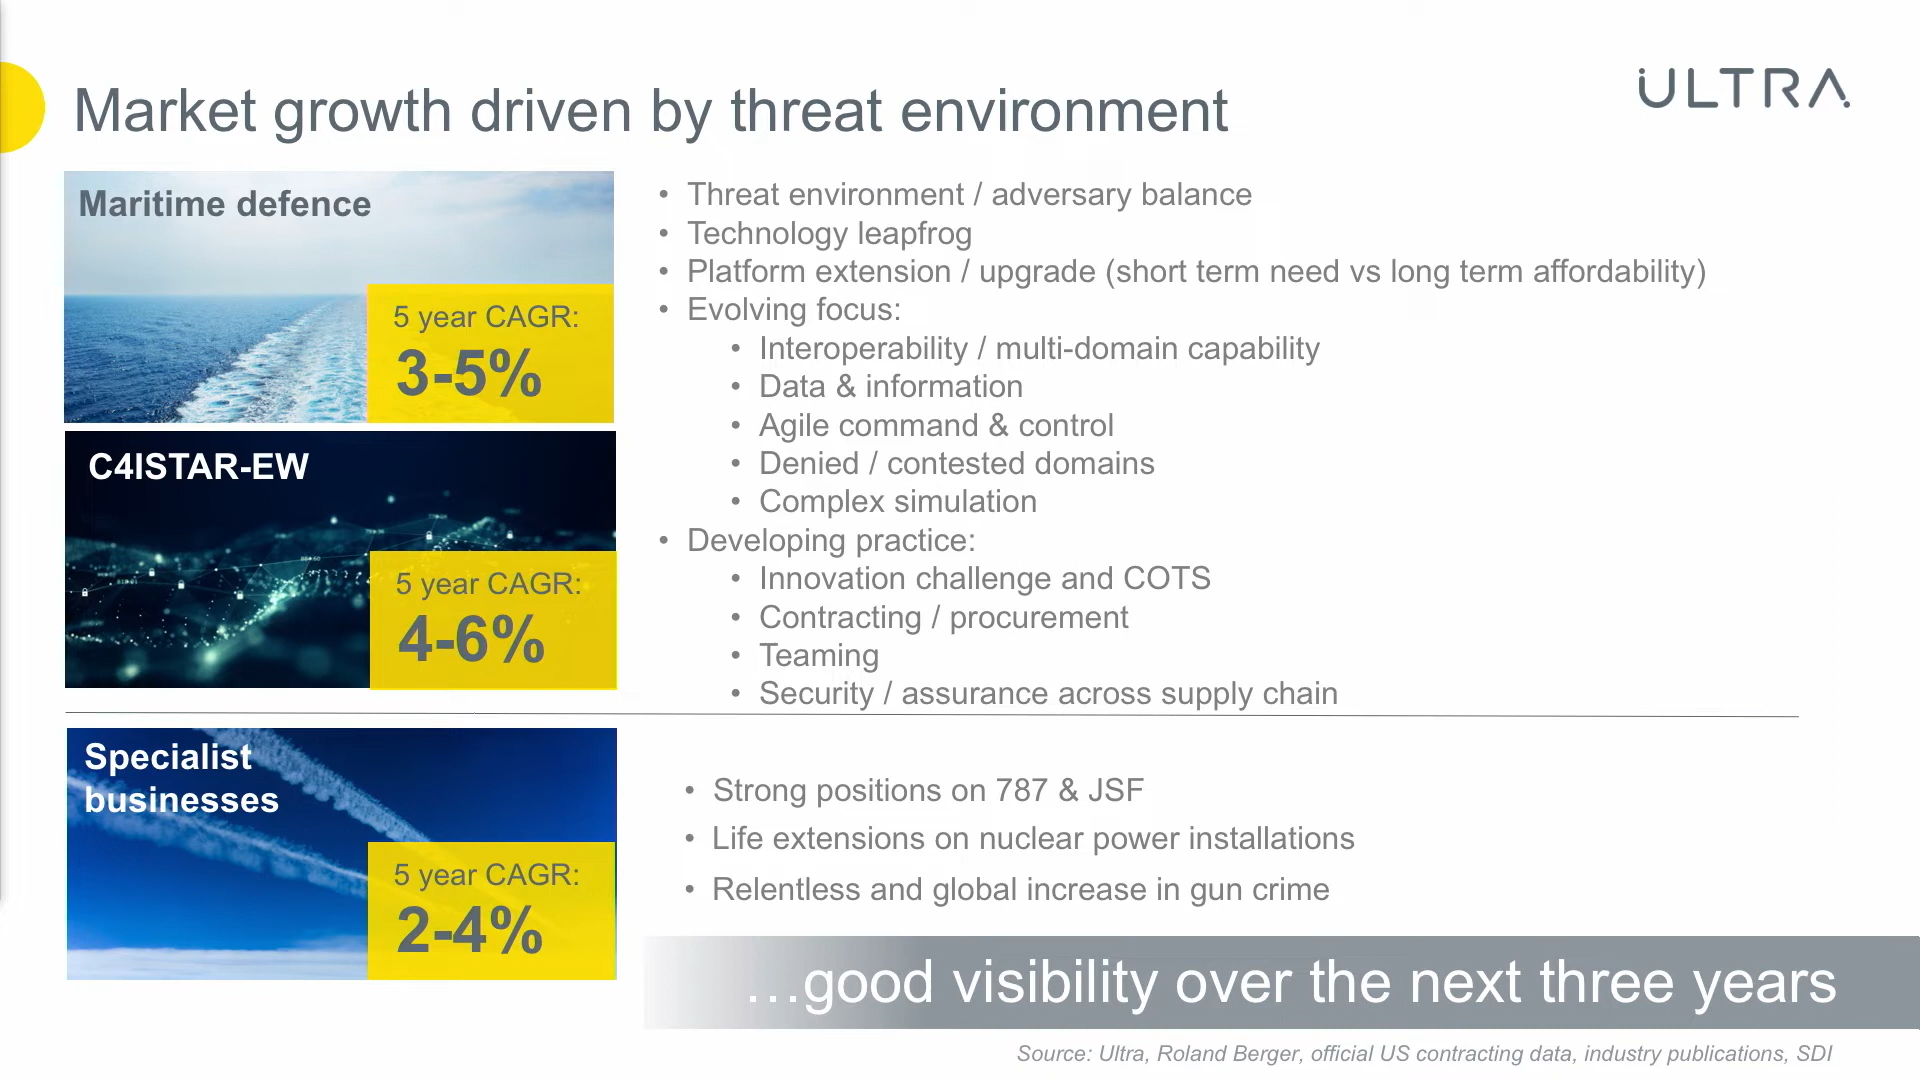 ULTRA
Market growth driven by threat environment
Maritime defence
5 year CAGR:
3-5%
C4ISTAR-EW
5 year CAGR:
4-6%
• Threat environment / adversary balance
• Technology leapfrog
• Platform extension / upgrade (short term need vs long term affordability)
• Evolving focus:
• Interoperability / multi-domain capability
• Data & information
• Agile command & control
• Denied / contested domains
• Complex simulation
• Developing practice:
• Innovation challenge and COTS
• Contracting / procurement
• Teaming
• Security / assurance across supply chain
Specialist
businesses
5 year CAGR:
2-4%
• Strong positions on 787 & JSF
• Life extensions on nuclear power installations
• Relentless and global increase in gun crime
…good visibility over the next three years
Source: Ultra, Roland Berger, official US contracting data, industry publications, SDI